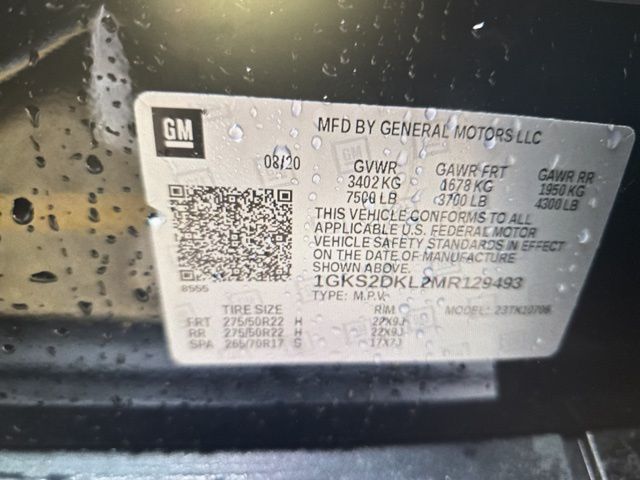 GM
MFD BY GENERAL MOTORS LLC
08/20 GVWR GAWR FRT GAWR RR
3402 KG 1678 KG 1950 KG
7500 LB 3700 LB 4300 LB
THIS VEHICLE CONFORMS TO ALL
APPLICABLE U.S. FEDERAL MOTOR
VEHICLE SAFETY STANDARDS IN EFFECT
ON THE DATE OF MANUFACTURE
SHOWN ABOVE.
8555
1GKS2DKL2MR129493
TYPE: M.P.V. MODEL:
TIRE SIZE RIM
FRT 275/50R22 H 22X9J
RR 275/50R22 H 22X9J
SPA 265/70R17 S 17X7J